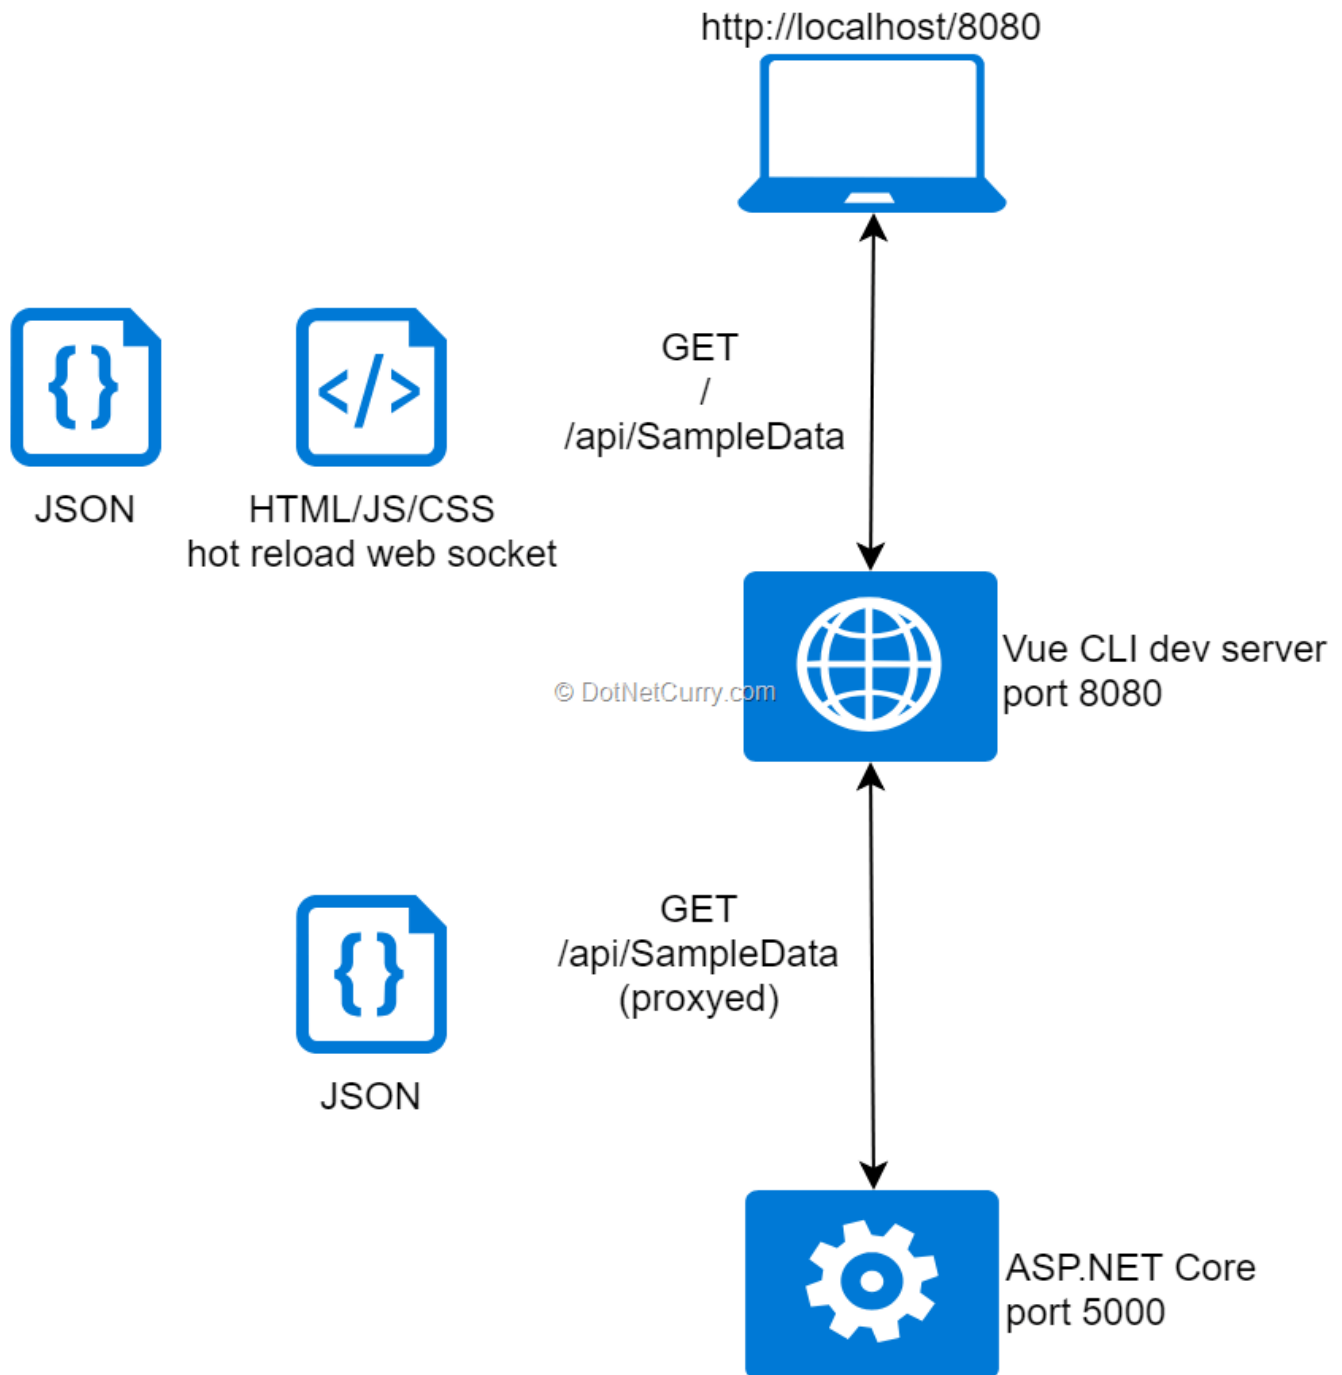 http://localhost/8080
GET
/
/api/SampleData
{}
</>
JSON
HTML/JS/CSS
hot reload web socket
Vue CLI dev server
port 8080
© DotNetCurry.com
GET
/api/SampleData
(proxyed)
{}
JSON
ASP.NET Core
port 5000